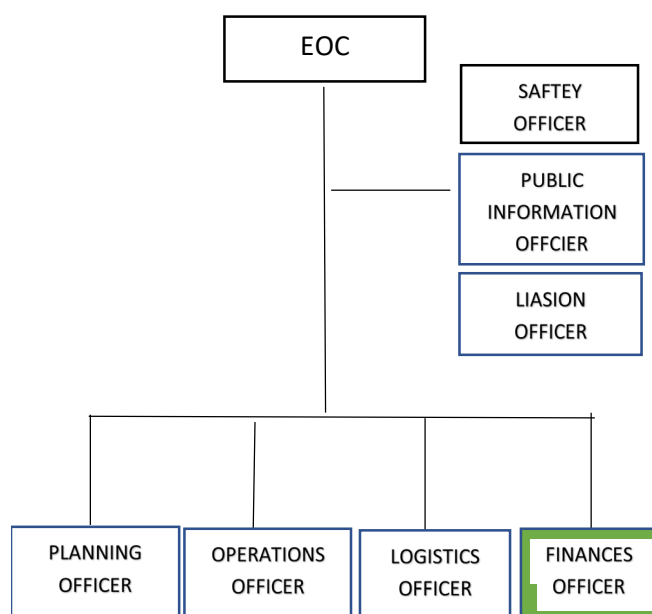 EOC
SAFTEY
OFFICER
PUBLIC
INFORMATION
OFFCIER
LIASION
OFFICER
PLANNING
OFFICER
OPERATIONS
OFFICER
LOGISTICS
OFFICER
FINANCES
OFFICER